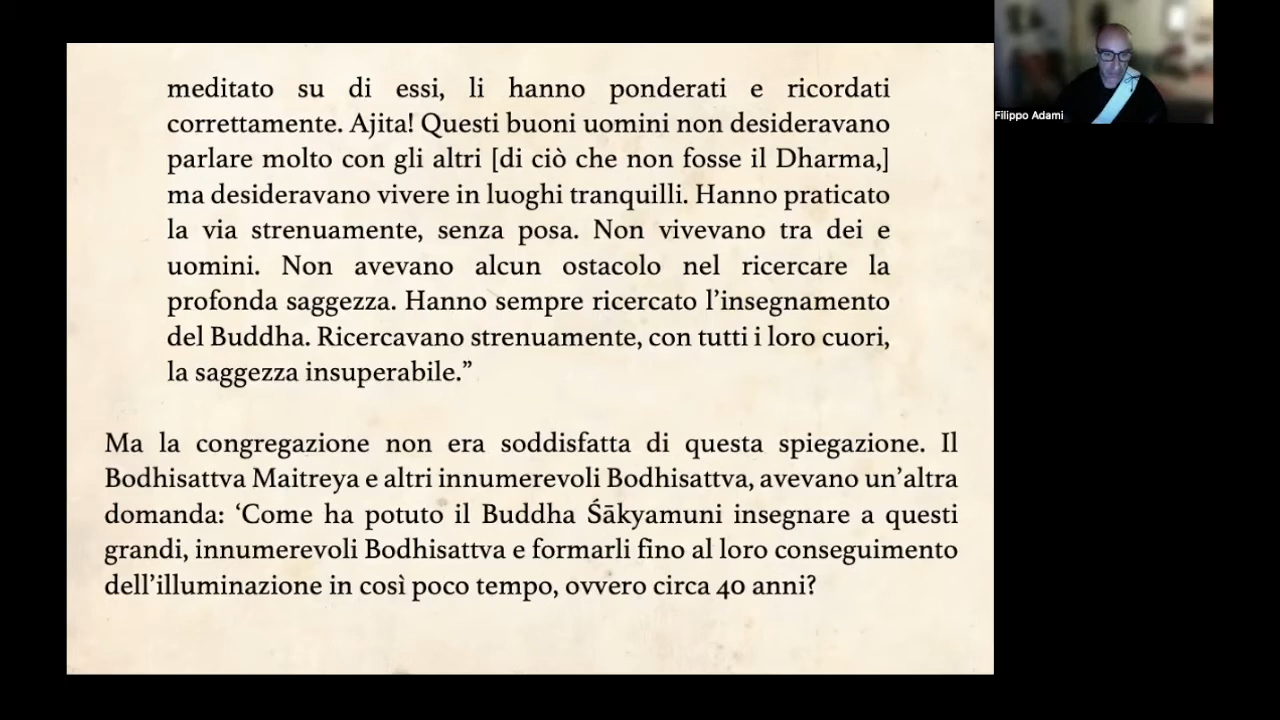 meditato su di essi, li hanno ponderati e ricordati
correttamente. Ajita! Questi buoni uomini non desideravano
parlare molto con gli altri [di ciò che non fosse il Dharma,]
ma desideravano vivere in luoghi tranquilli. Hanno praticato
la via strenuamente, senza posa. Non vivevano tra dei e
uomini. Non avevano alcun ostacolo nel ricercare la
profonda saggezza. Hanno sempre ricercato l’insegnamento
del Buddha. Ricercavano strenuamente, con tutti i loro cuori,
la saggezza insuperabile.”
Ma la congregazione non era soddisfatta di questa spiegazione. Il
Bodhisattva Maitreya e altri innumerevoli Bodhisattva, avevano un’altra
domanda: ‘Come ha potuto il Buddha Śākyamuni insegnare a questi
grandi, innumerevoli Bodhisattva e formarli fino al loro conseguimento
dell’illuminazione in così poco tempo, ovvero circa 40 anni?
Filippo Adami